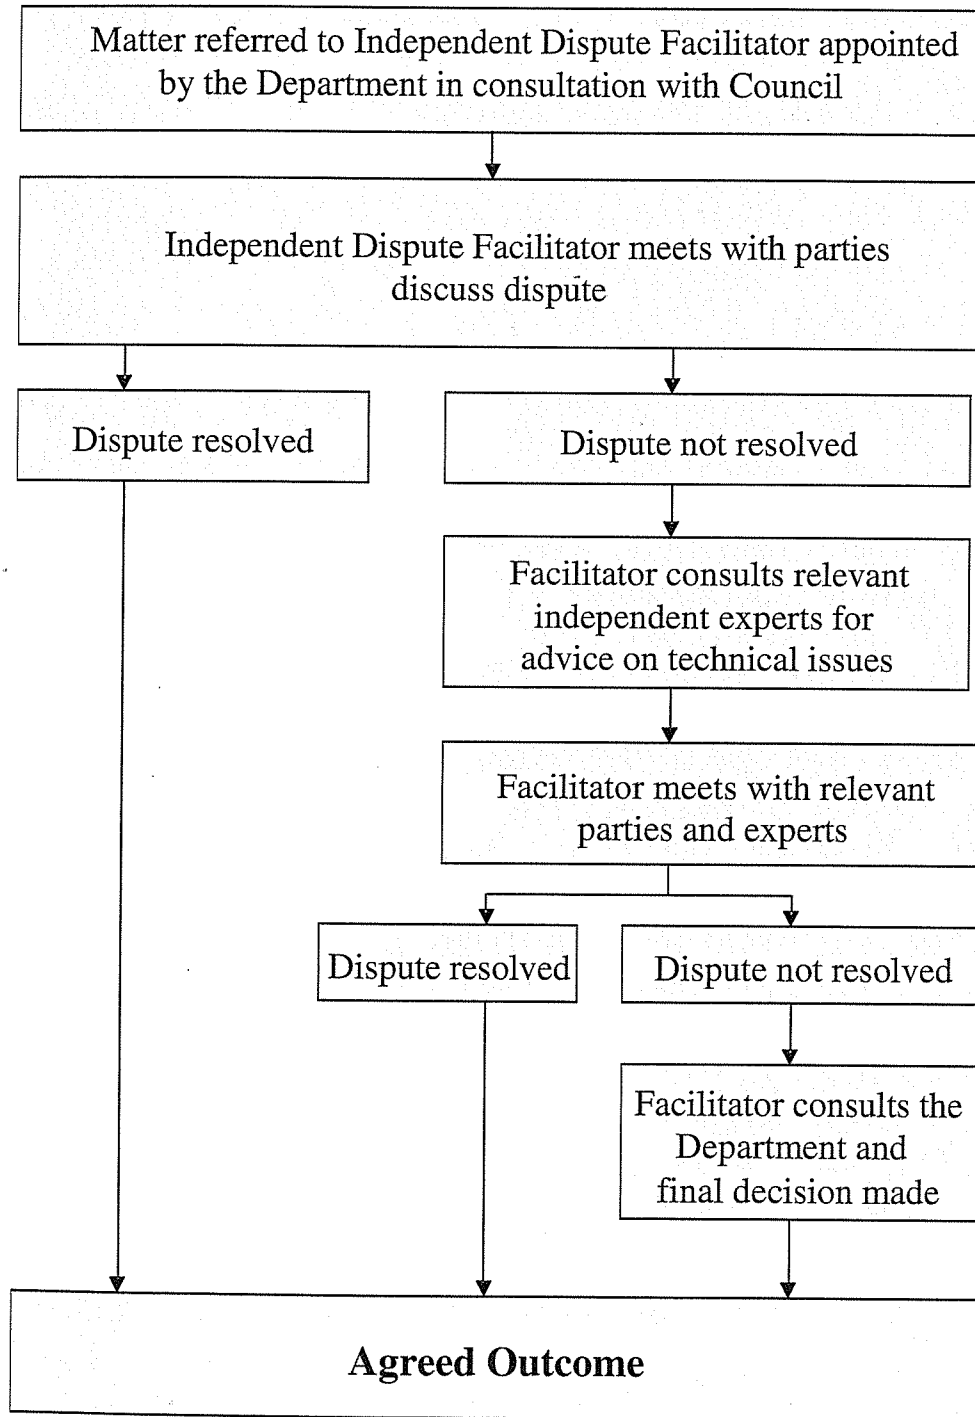 Matter referred to Independent Dispute Facilitator appointed
by the Department in consultation with Council
Independent Dispute Facilitator meets with parties
discuss dispute
Dispute resolved
Dispute not resolved
Facilitator consults relevant
independent experts for
advice on technical issues
Facilitator meets with relevant
parties and experts
Dispute resolved
Dispute not resolved
Facilitator consults the
Department and
final decision made
Agreed Outcome